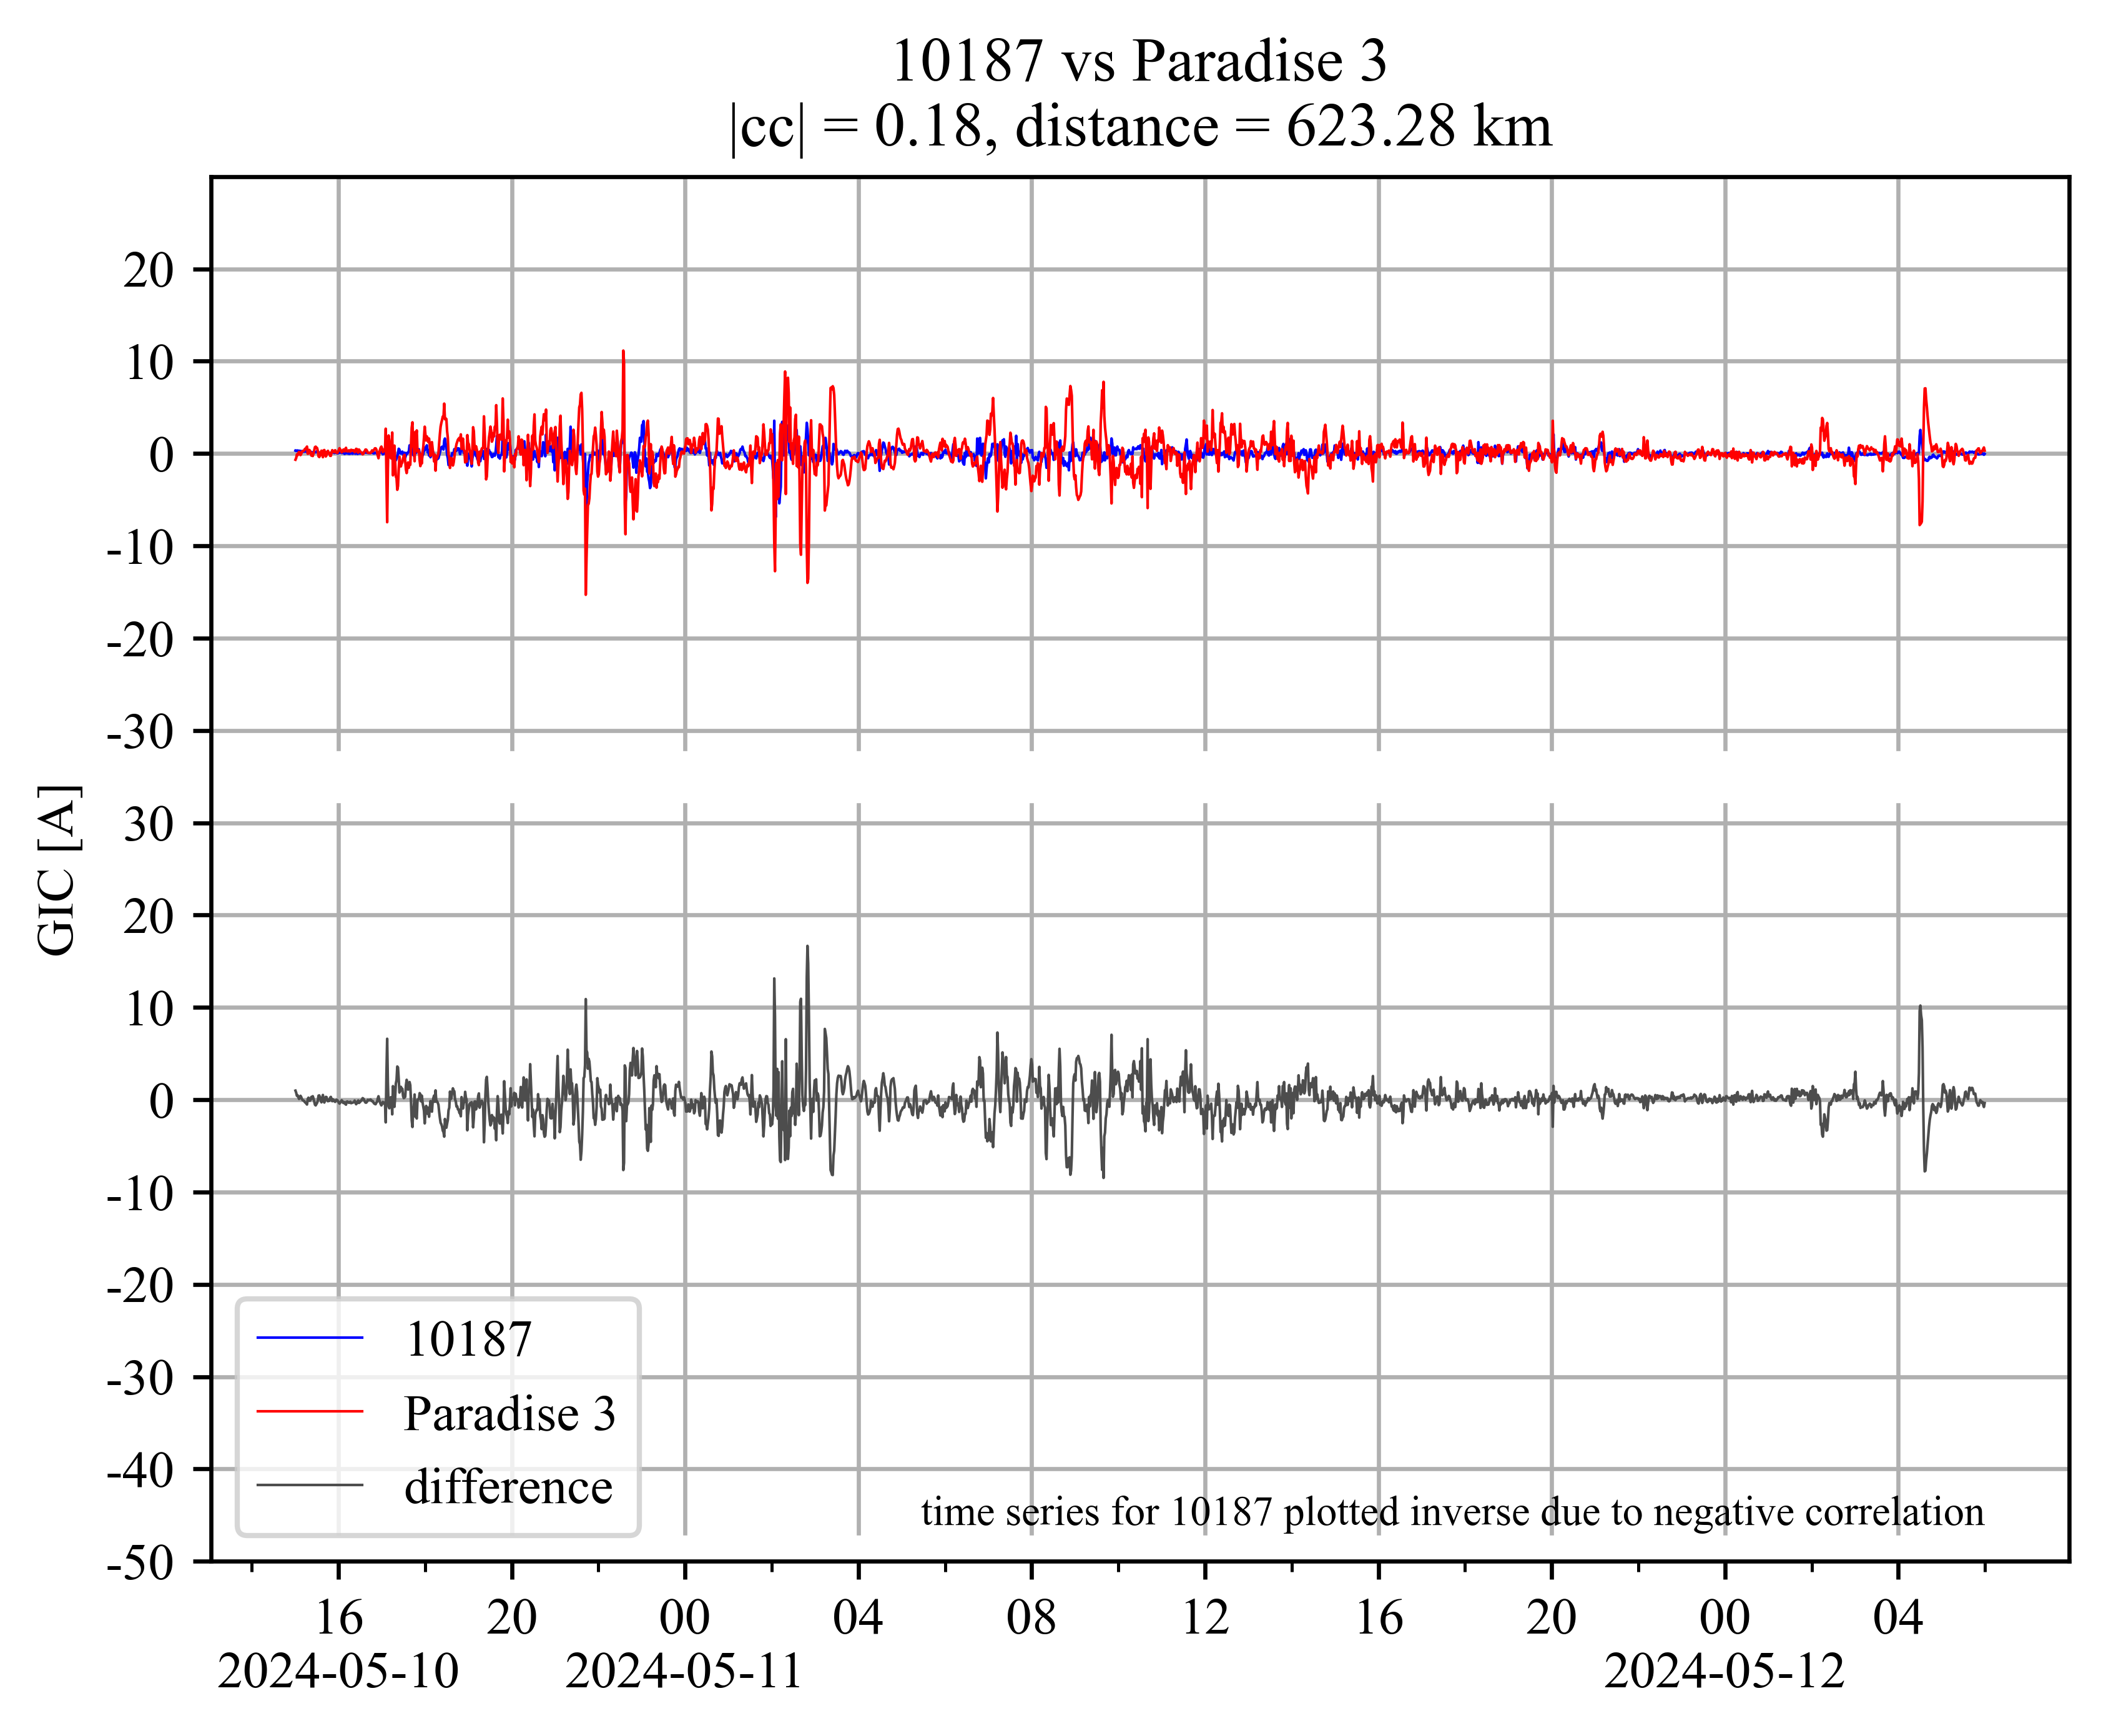 10187 vs Paradise 3
|cc| = 0.18, distance = 623.28 km
GIC [A]
20
10
0
-10
-20
-30
30
20
10
0
-10
-20
-30
-40
-50
10187
Paradise 3
difference
time series for 10187 plotted inverse due to negative correlation
16 20 00 04 08 12 16 20 00 04
2024-05-10 2024-05-11 2024-05-12